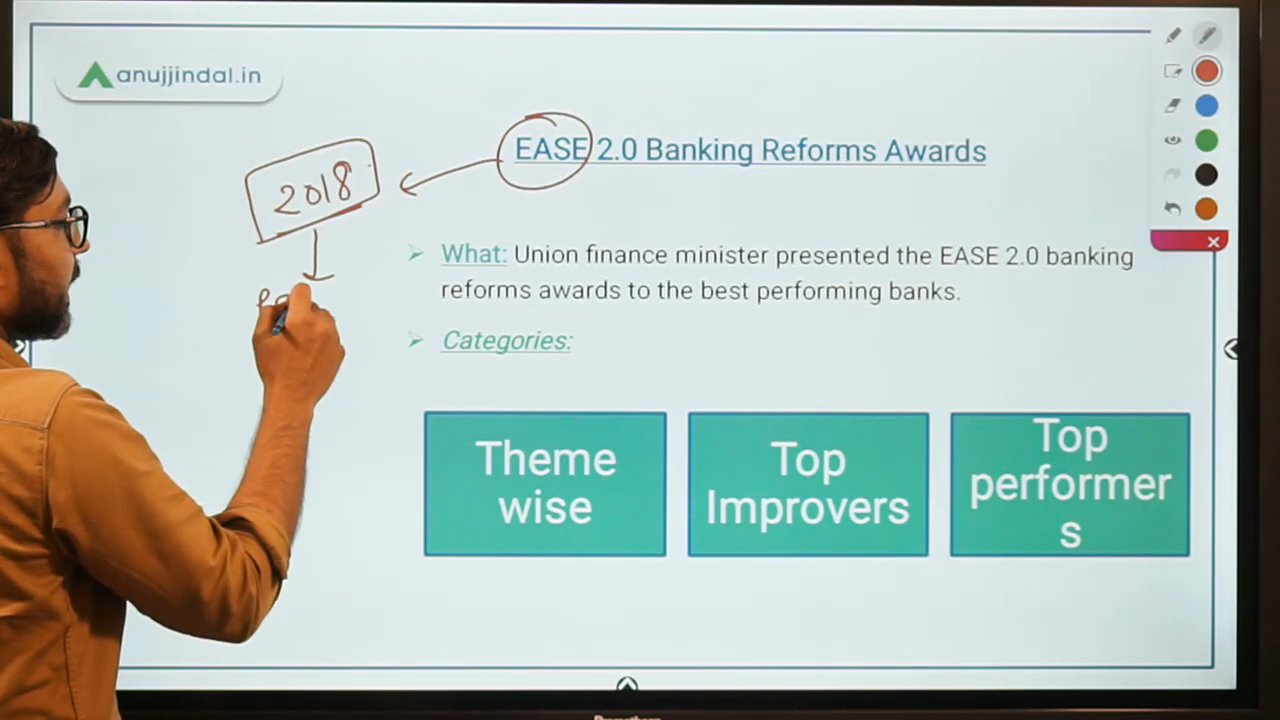 anujjindal.in
EASE 2.0 Banking Reforms Awards
2018
What: Union finance minister presented the EASE 2.0 banking
reforms awards to the best performing banks.
Categories:
Theme
wise
Top
Improvers
Top
performer
s